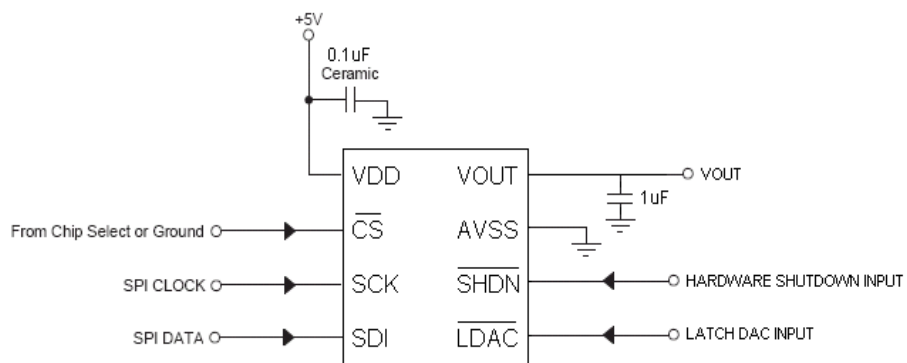 +5V
0.1uF
Ceramic
VDD VOUT VOUT
1uF
From Chip Select or Ground CS AVSS
SPI CLOCK SCK SHDN HARDWARE SHUTDOWN INPUT
SPI DATA SDI LDAC LATCH DAC INPUT